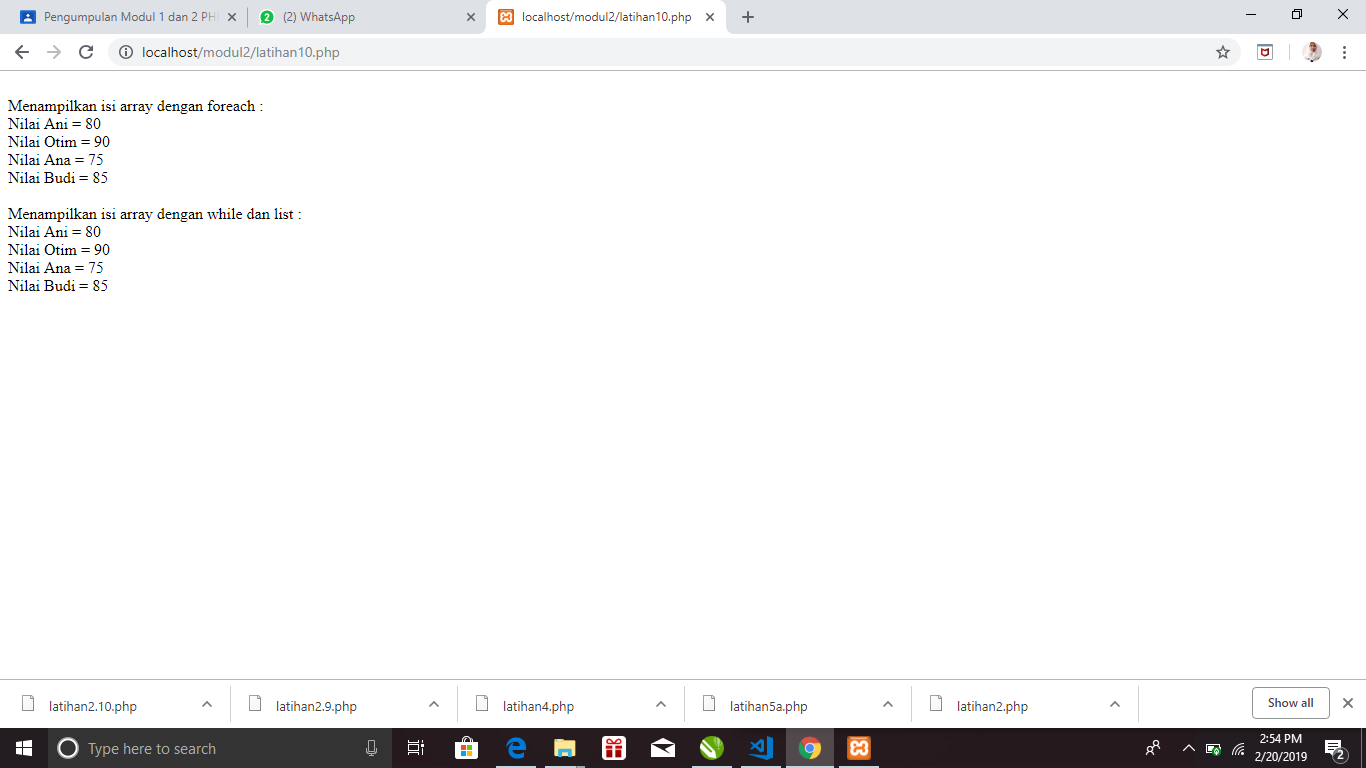 Pengumpulan Modul 1 dan 2 PH
2 (2) WhatsApp
localhost/modul2/latihan10.php
localhost/modul2/latihan10.php
Menampilkan isi array dengan foreach :
Nilai Ani = 80
Nilai Otim = 90
Nilai Ana = 75
Nilai Budi = 85
Menampilkan isi array dengan while dan list :
Nilai Ani = 80
Nilai Otim = 90
Nilai Ana = 75
Nilai Budi = 85
latihan2.10.php
latihan2.9.php
latihan4.php
latihan5a.php
latihan2.php
Show all
Type here to search
2:54 PM
2/20/2019
2